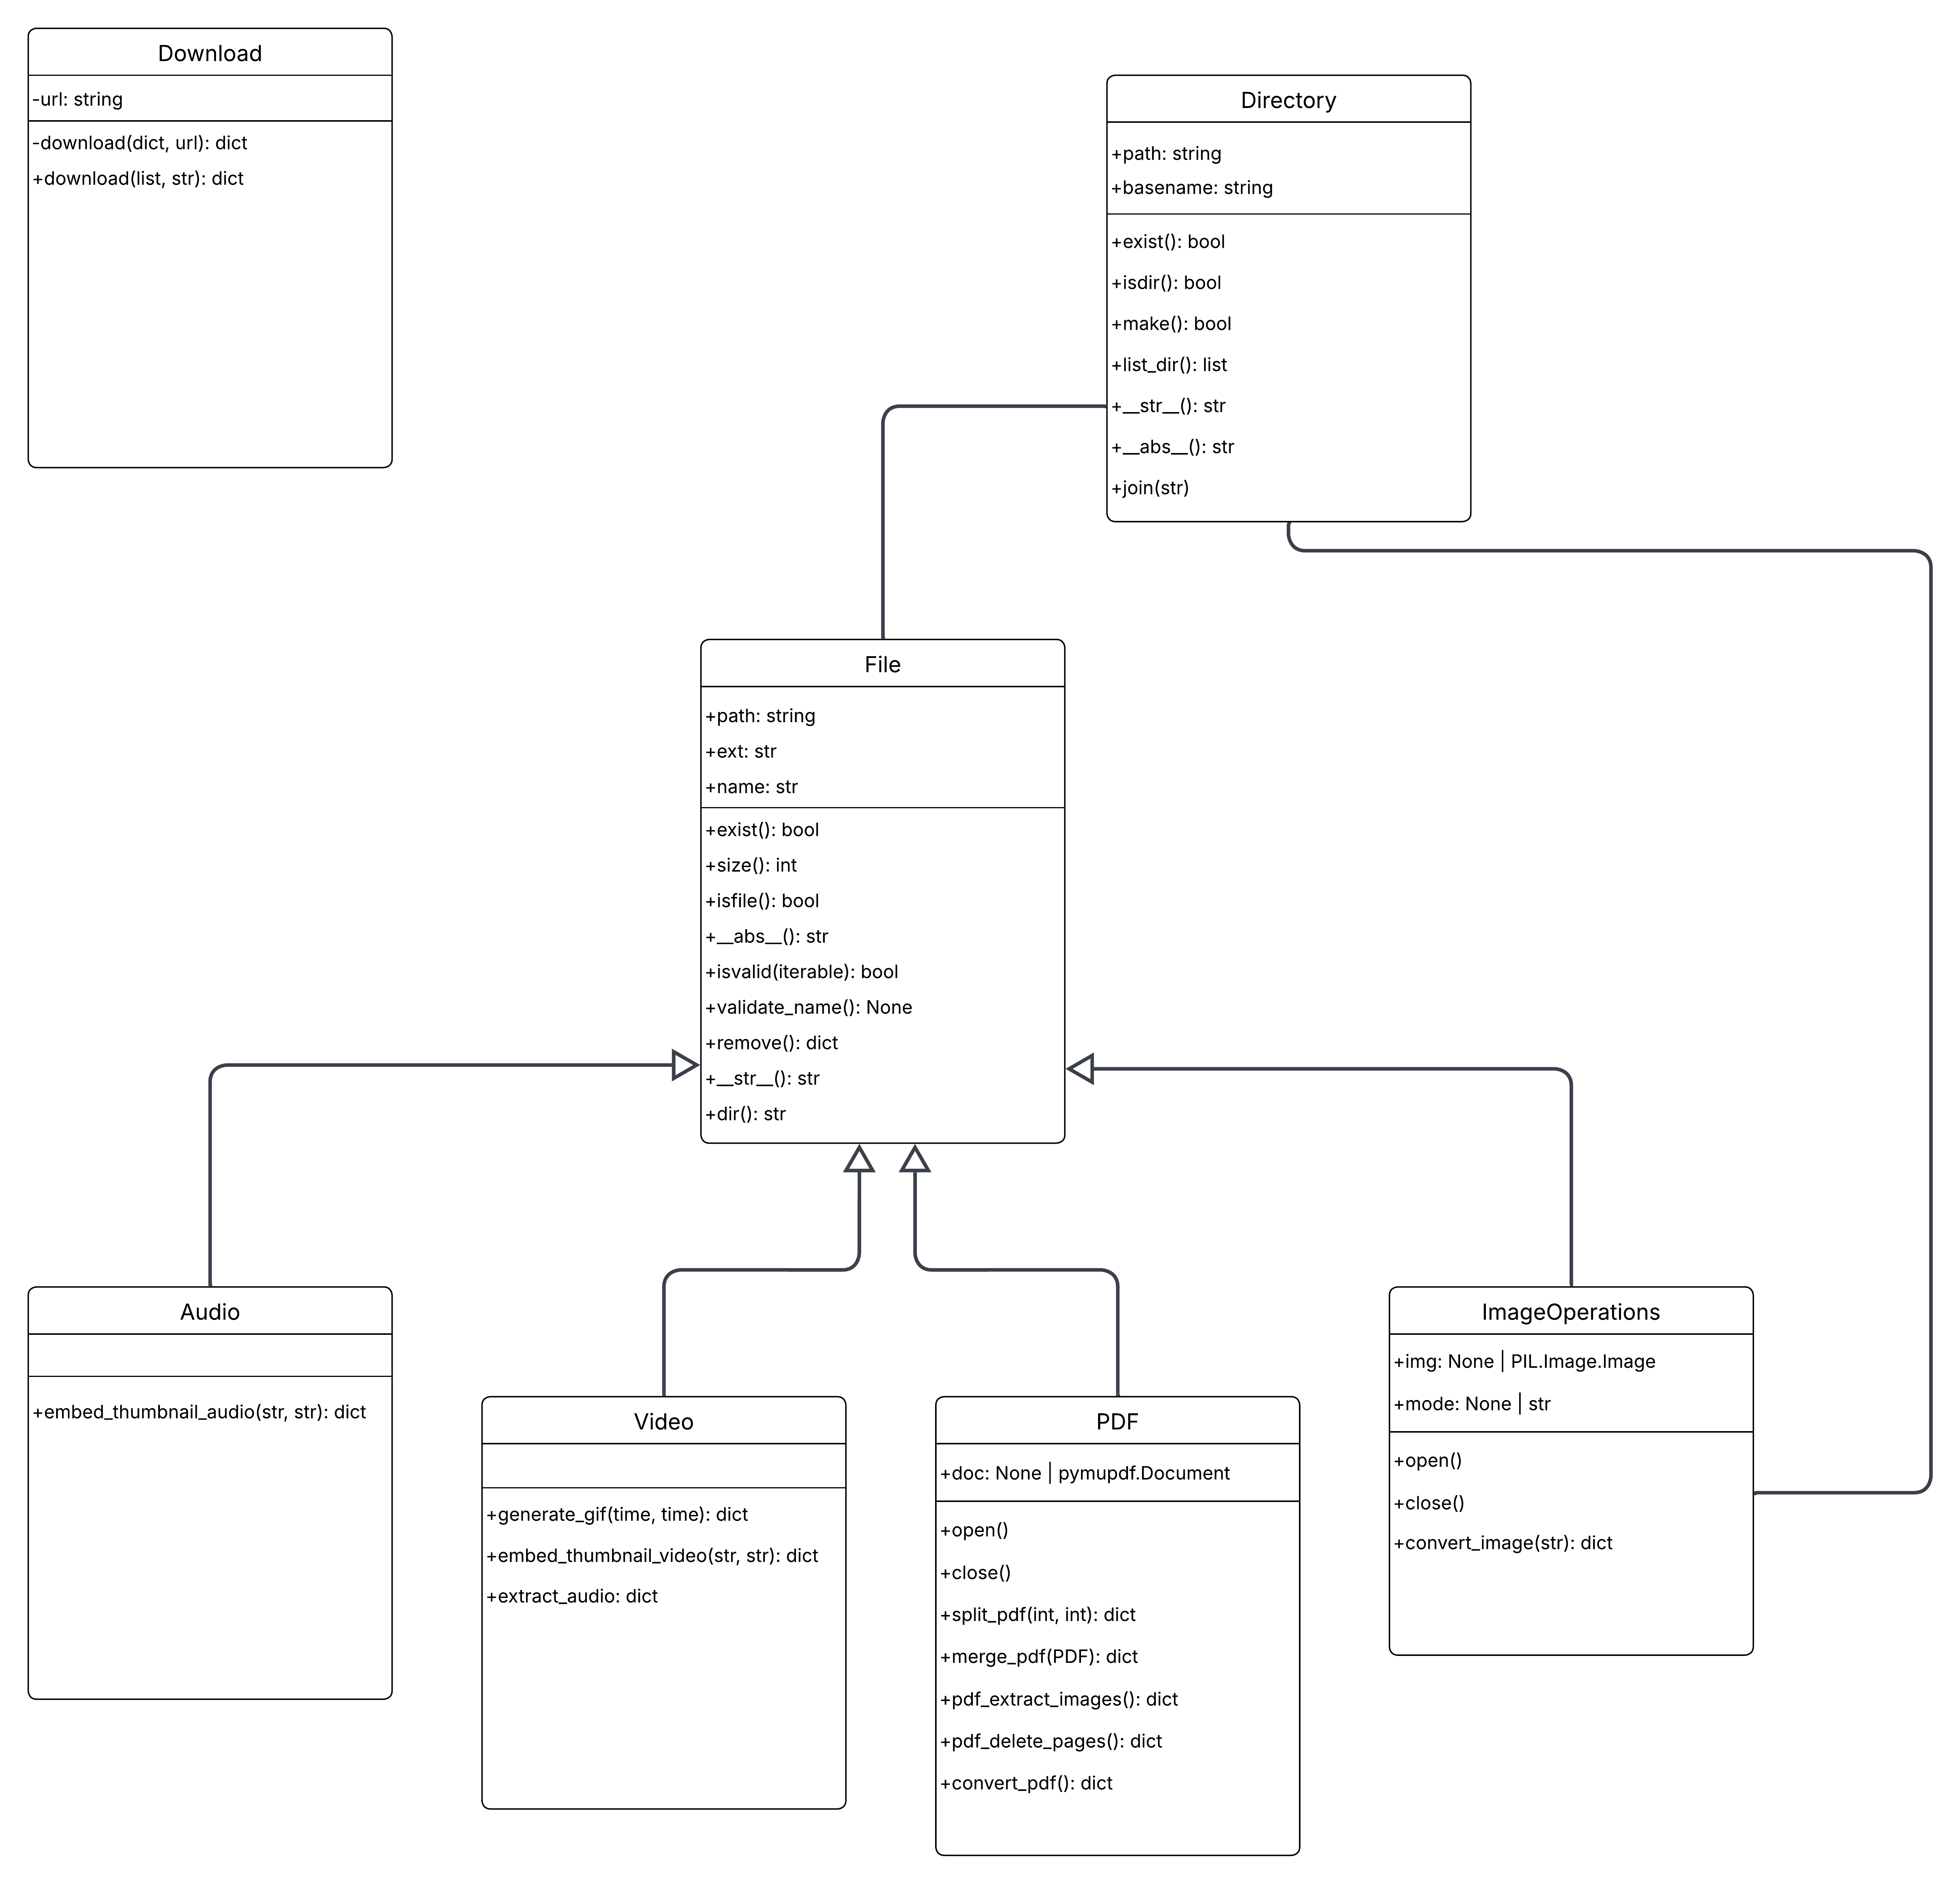 Download
-url: string
-download(dict, url): dict
+download(list, str): dict
Directory
+path: string
+basename: string
+exist(): bool
+isdir(): bool
+make(): bool
+list_dir(): list
+__str__(): str
+__abs__(): str
+join(str)
File
+path: string
+ext: str
+name: str
+exist(): bool
+size(): int
+isfile(): bool
+__abs__(): str
+isvalid(iterable): bool
+validate_name(): None
+remove(): dict
+__str__(): str
+dir(): str
Audio
+embed_thumbnail_audio(str, str): dict
Video
+generate_gif(time, time): dict
+embed_thumbnail_video(str, str): dict
+extract_audio: dict
PDF
+doc: None | pymupdf.Document
+open()
+close()
+split_pdf(int, int): dict
+merge_pdf(PDF): dict
+pdf_extract_images(): dict
+pdf_delete_pages(): dict
+convert_pdf(): dict
ImageOperations
+img: None | PIL.Image.Image
+mode: None | str
+open()
+close()
+convert_image(str): dict